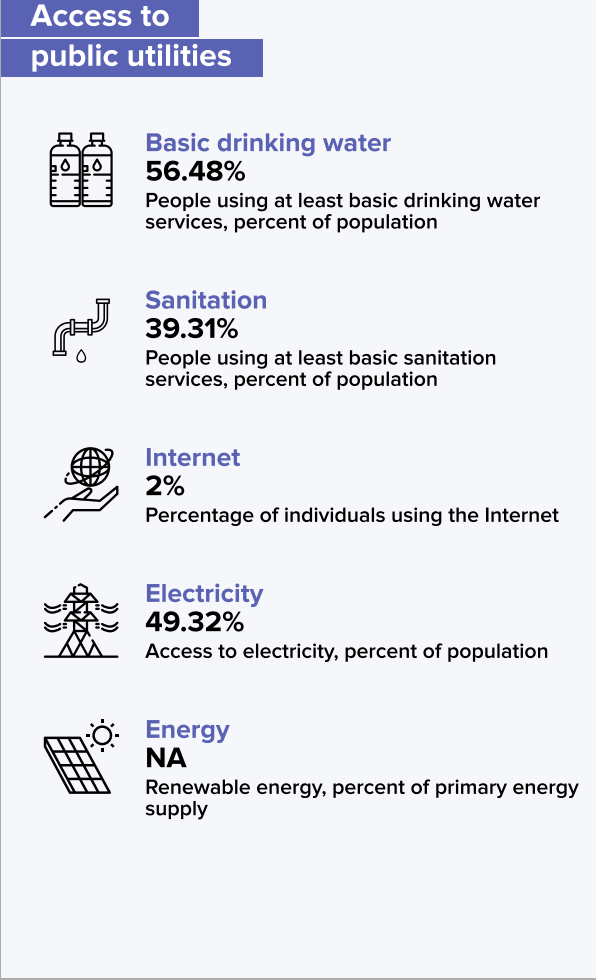 Access to
public utilities
Basic drinking water
56.48%
People using at least basic drinking water
services, percent of population
Sanitation
39.31%
People using at least basic sanitation
services, percent of population
Internet
2%
Percentage of individuals using the Internet
Electricity
49.32%
Access to electricity, percent of population
Energy
NA
Renewable energy, percent of primary energy
supply